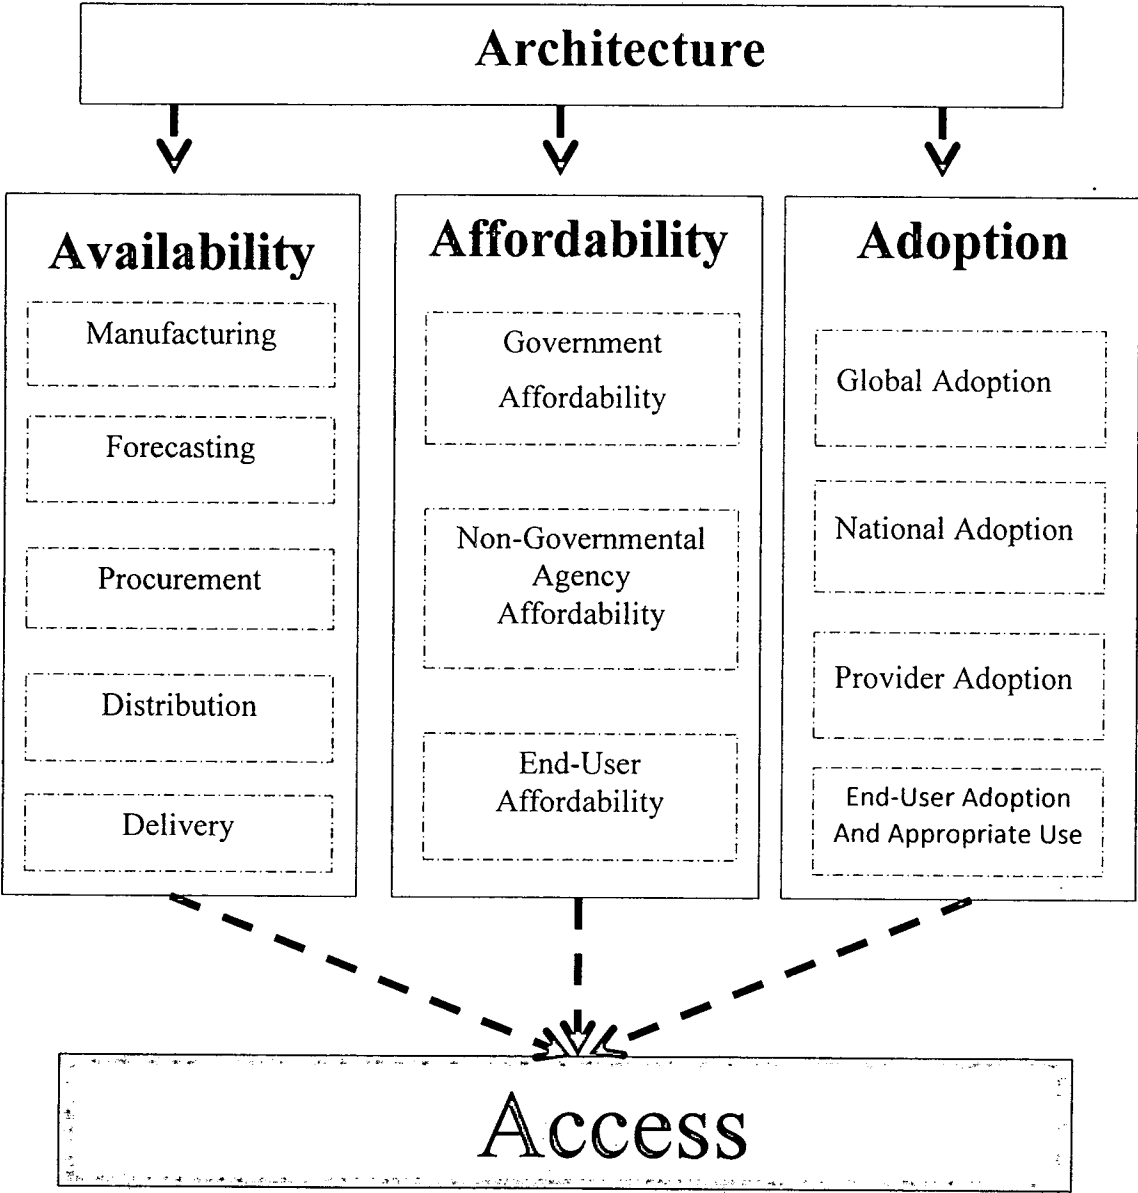 Architecture
Availability
Manufacturing
Forecasting
Procurement
Distribution
Delivery
Affordability
Government
Affordability
Non-Governmental
Agency
Affordability
End-User
Affordability
Adoption
Global Adoption
National Adoption
Provider Adoption
End-User Adoption
And Appropriate Use
Access